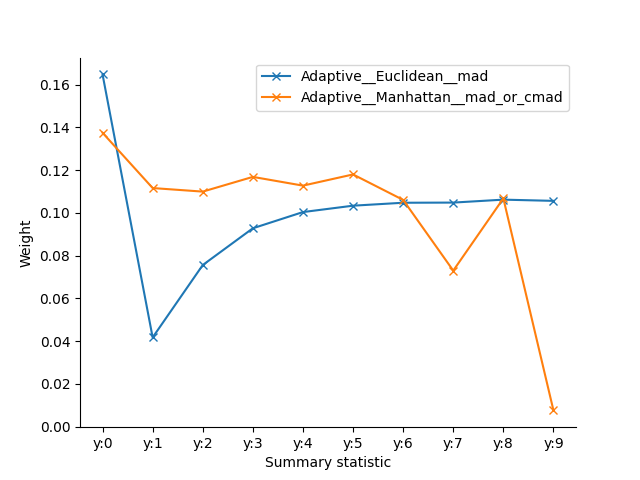 Adaptive__Euclidean__mad
Adaptive__Manhattan__mad_or_cmad
Weight
0.16
0.14
0.12
0.10
0.08
0.06
0.04
0.02
0.00
y:0 y:1 y:2 y:3 y:4 y:5 y:6 y:7 y:8 y:9
Summary statistic